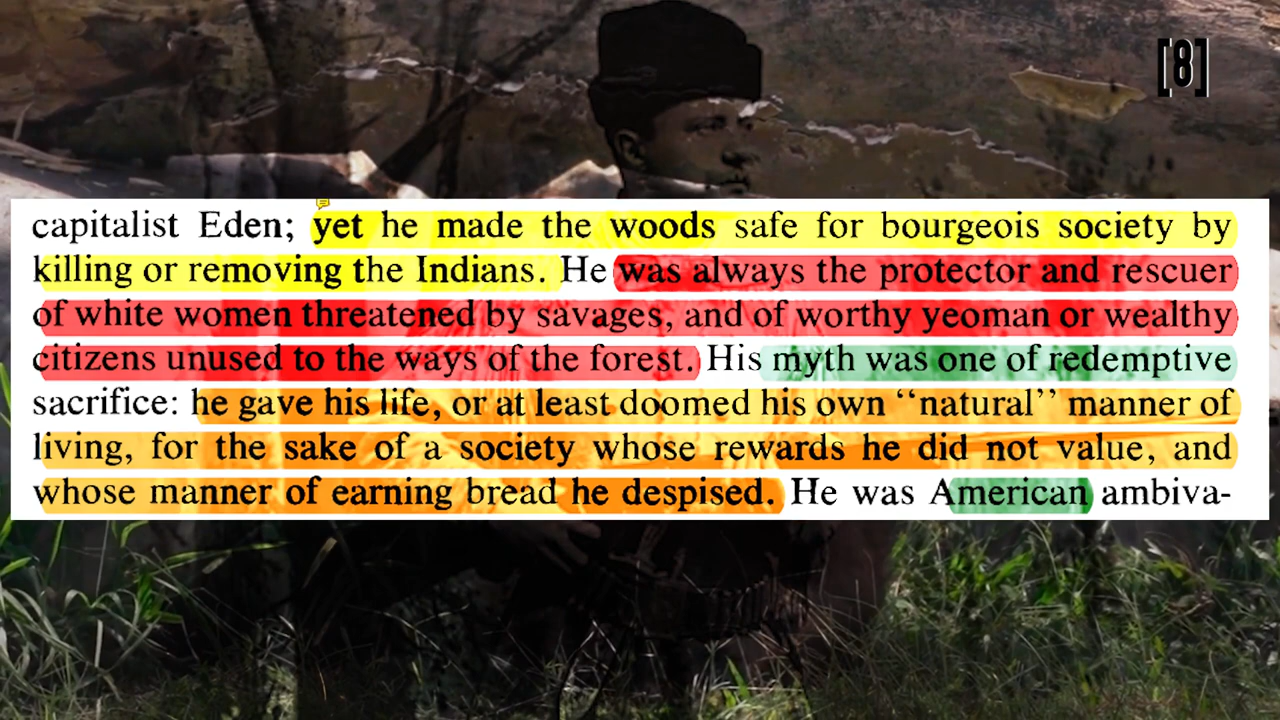 [8]
capitalist Eden; yet he made the woods safe for bourgeois society by
killing or removing the Indians. He was always the protector and rescuer
of white women threatened by savages, and of worthy yeoman or wealthy
citizens unused to the ways of the forest. His myth was one of redemptive
sacrifice: he gave his life, or at least doomed his own “natural” manner of
living, for the sake of a society whose rewards he did not value, and
whose manner of earning bread he despised. He was American ambiva-